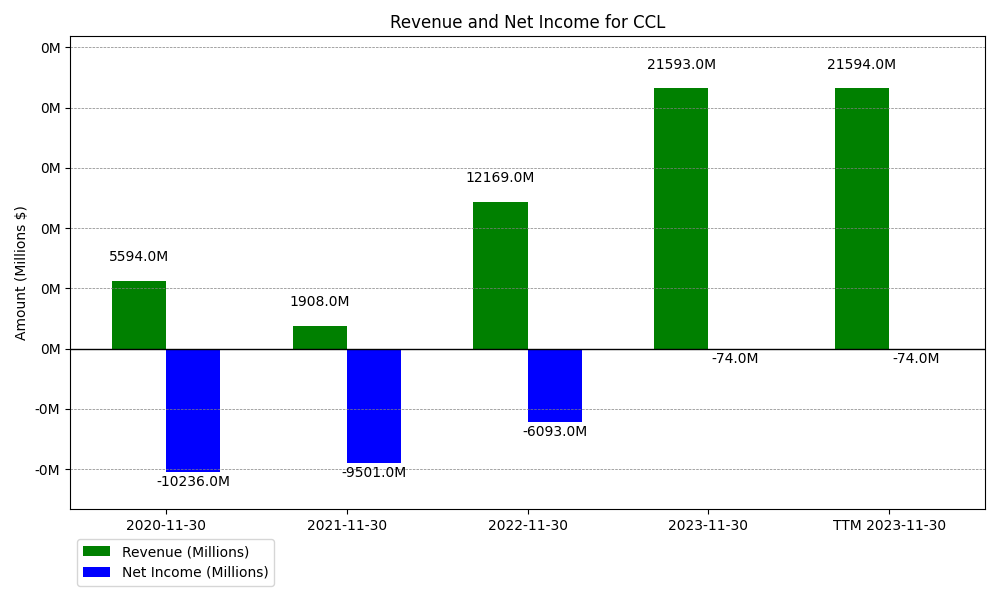 Revenue and Net Income for CCL
Amount (Millions $)
0M
0M
0M
0M
0M
0M
-0M
-0M
5594.0M
1908.0M
12169.0M
21593.0M
21594.0M
-10236.0M
-9501.0M
-6093.0M
-74.0M
-74.0M
2020-11-30
2021-11-30
2022-11-30
2023-11-30
TTM 2023-11-30
Revenue (Millions)
Net Income (Millions)